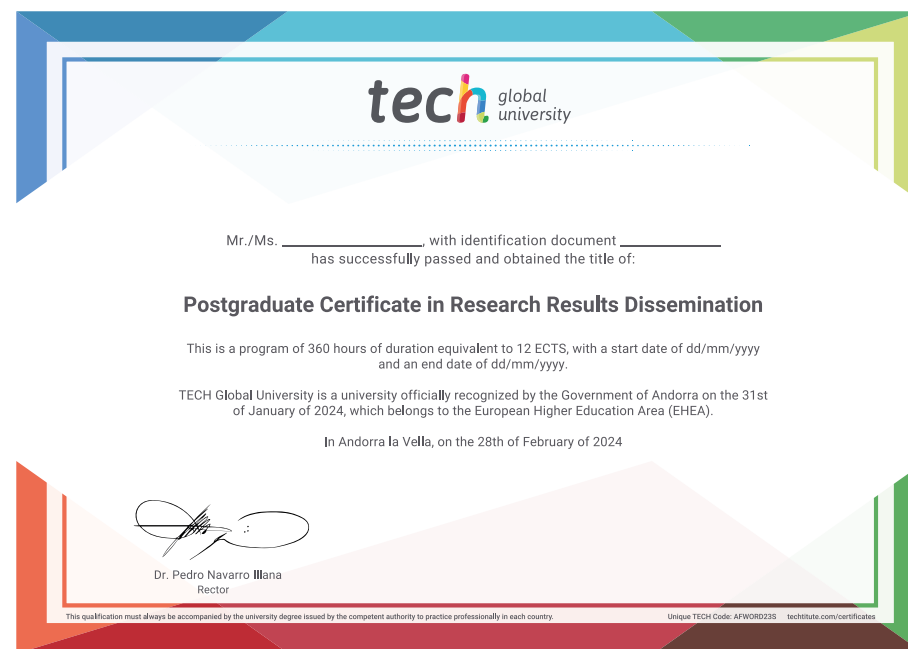 tech global university
Mr./Ms. ____________________, with identification document ______________
has successfully passed and obtained the title of:
Postgraduate Certificate in Research Results Dissemination
This is a program of 360 hours of duration equivalent to 12 ECTS, with a start date of dd/mm/yyyy
and an end date of dd/mm/yyyy.
TECH Global University is a university officially recognized by the Government of Andorra on the 31st
of January of 2024, which belongs to the European Higher Education Area (EHEA).
In Andorra la Vella, on the 28th of February of 2024
Dr. Pedro Navarro Illana
Rector
This qualification must always be accompanied by the university degree issued by the competent authority to practice professionally in each country.
Unique TECH Code: AFWORD23S techtitute.com/certificates